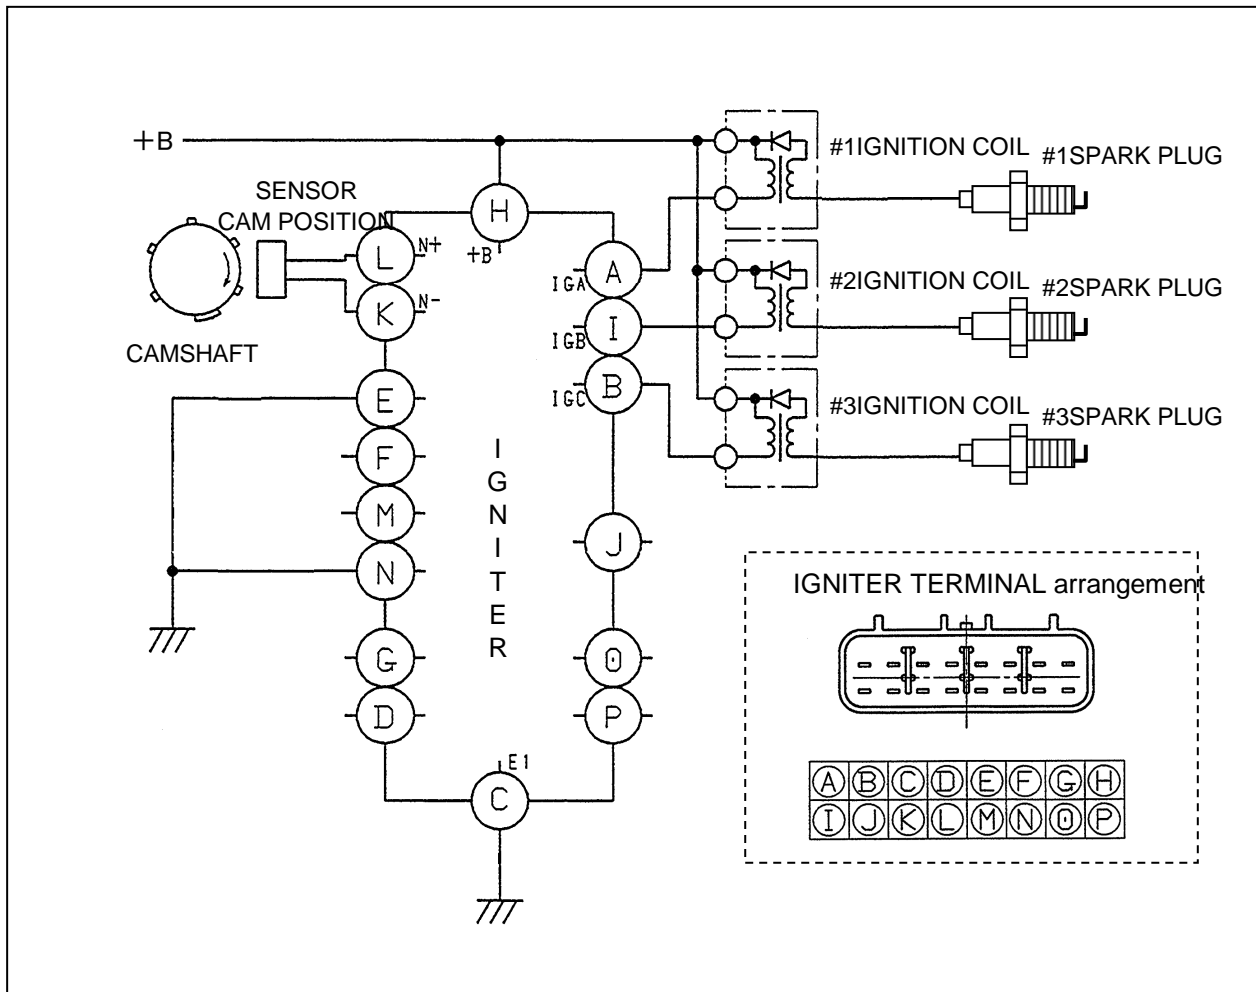 +B
#1IGNITION COIL
#1SPARK PLUG
SENSOR
CAM POSITION
H
+B
L
N+
K
N-
A
IGA
I
IGB
B
IGC
#2IGNITION COIL
#2SPARK PLUG
#3IGNITION COIL
#3SPARK PLUG
CAMSHAFT
E
F
M
N
G
D
IGNITER
J
O
P
E1
C
IGNITER TERMINAL arrangement
A B C D E F G H
I J K L M N O P